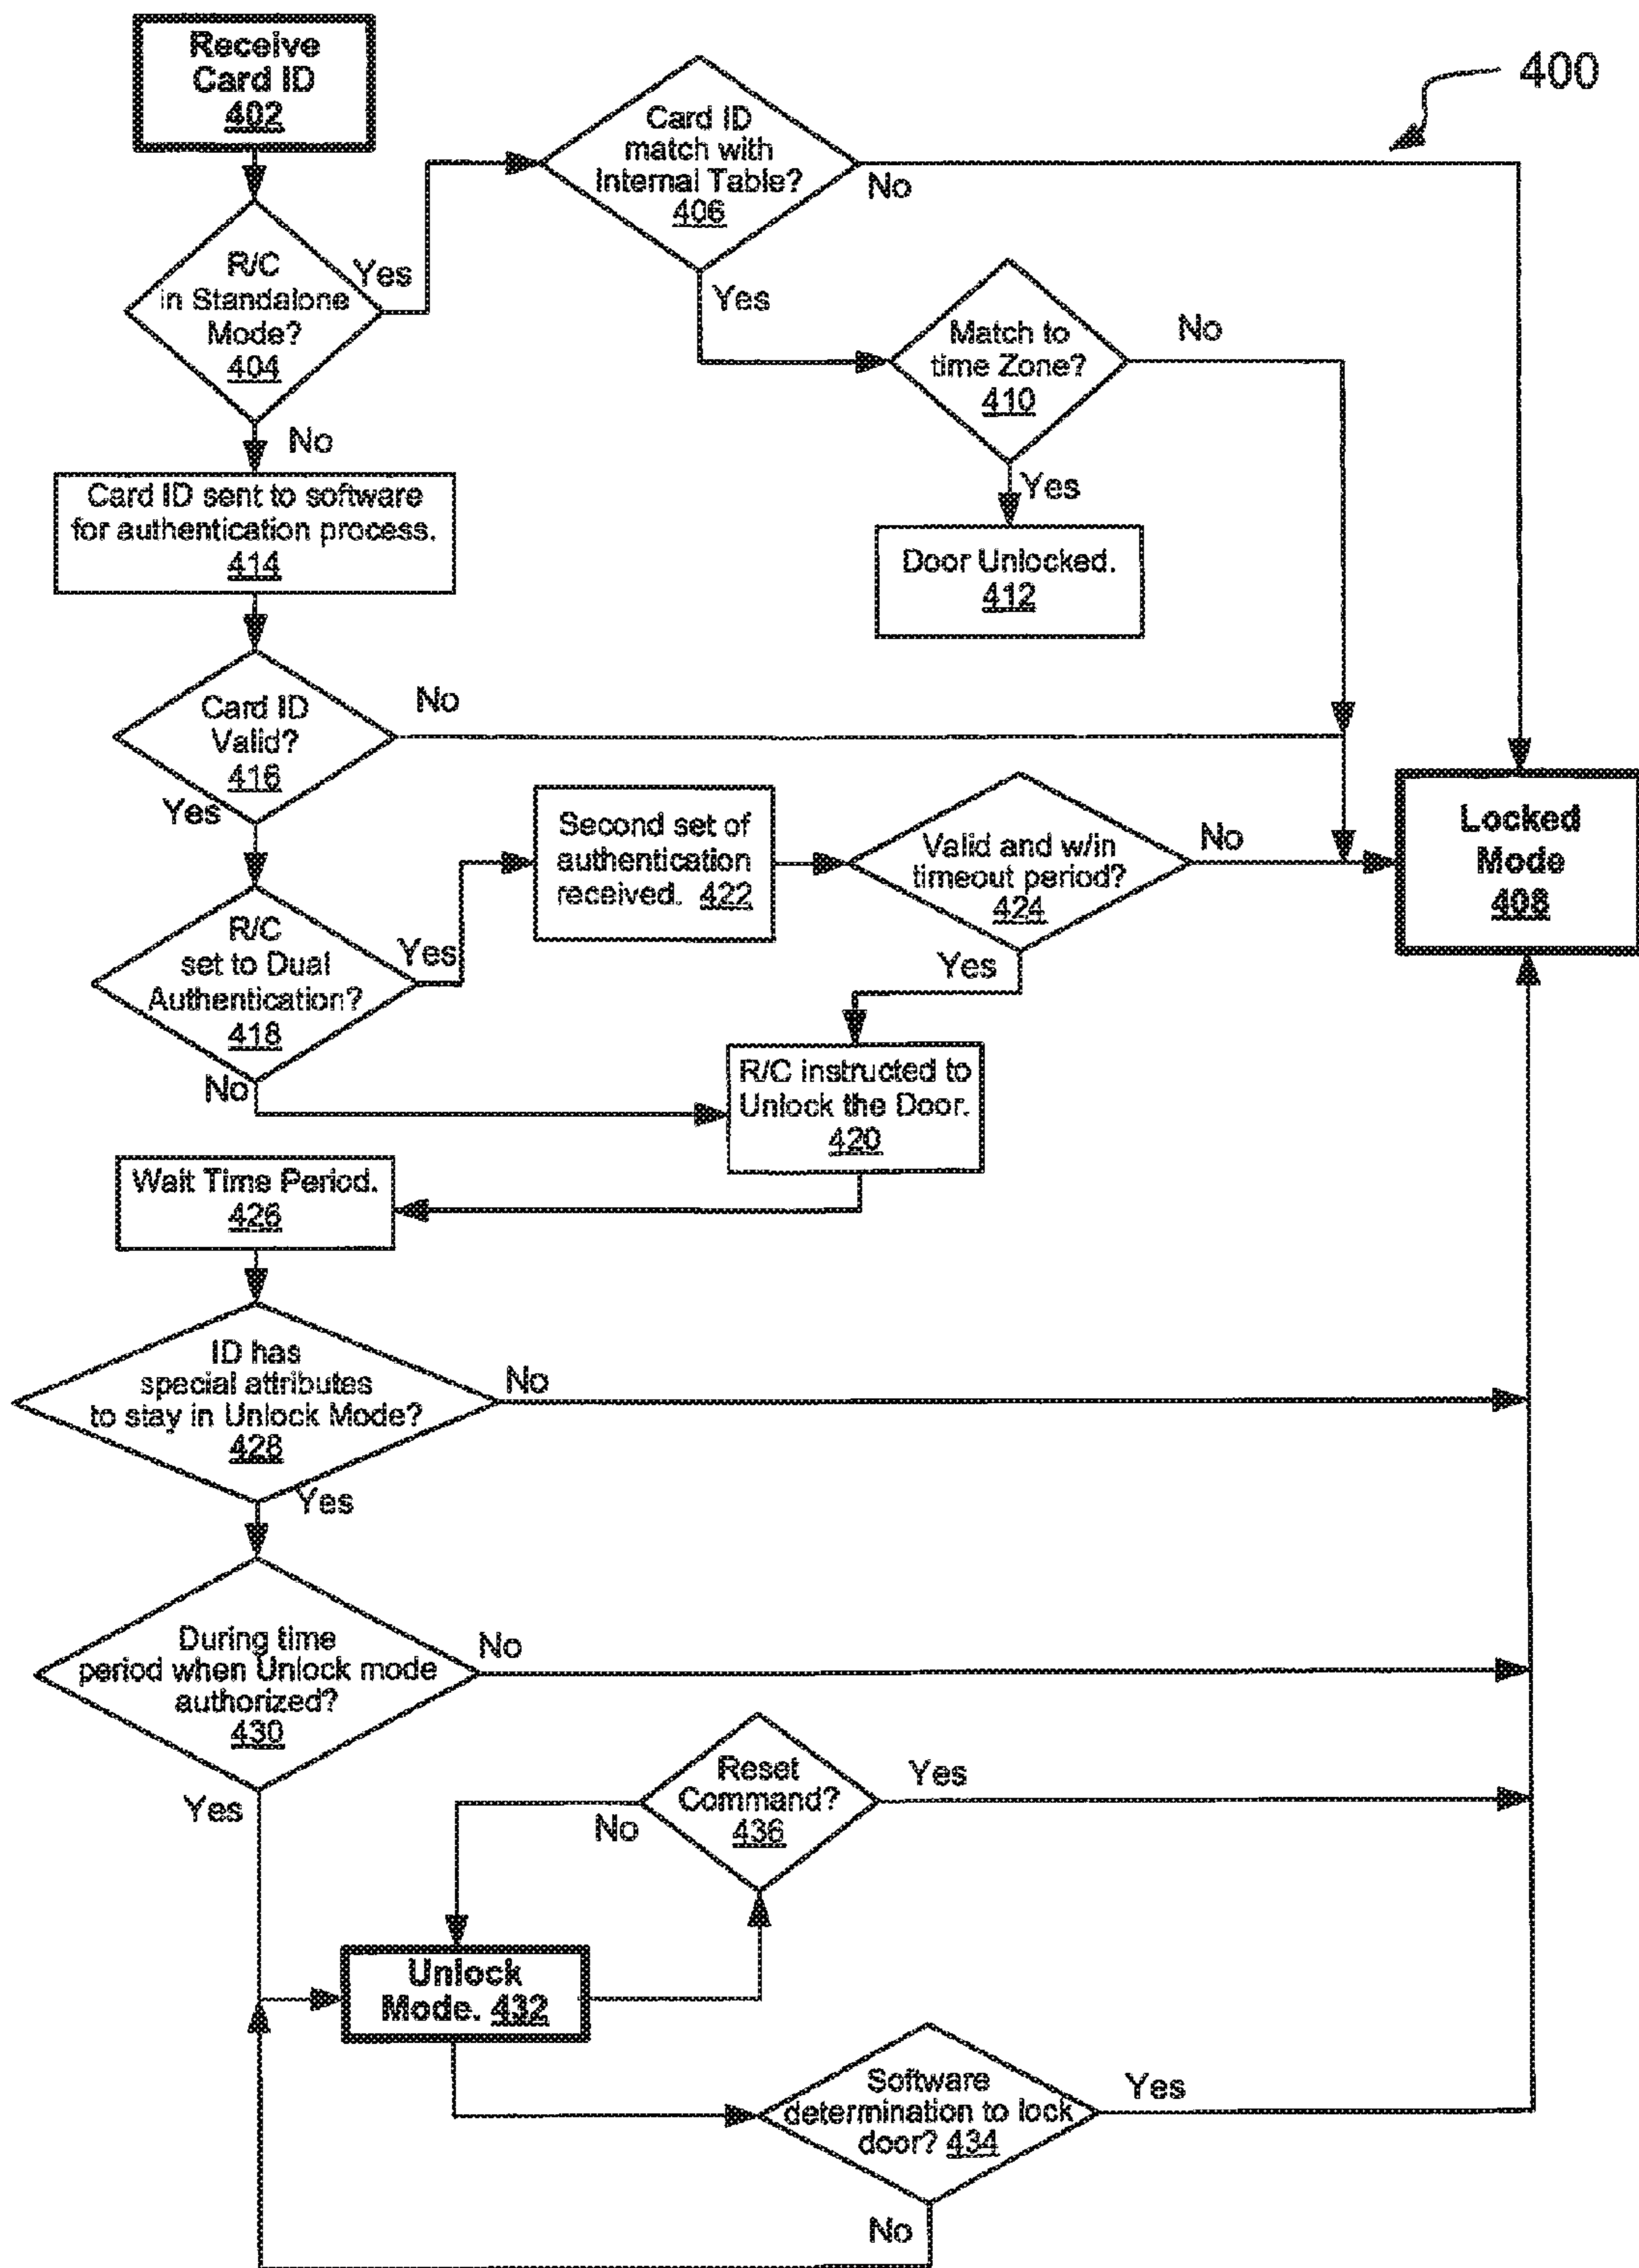 Receive
Card ID
402
400
Card ID
match with
Internal Table?
406
No
Yes
R/C
in Standalone
Mode?
404
Yes
No
Match to
time Zone?
410
No
Yes
Door Unlocked.
412
Card ID sent to software
for authentication process.
414
Card ID
Valid?
416
No
Yes
Second set of
authentication
received. 422
Valid and w/in
timeout period?
424
No
Yes
Locked
Mode
408
R/C
set to Dual
Authentication?
418
Yes
No
R/C instructed to
Unlock the Door.
420
Wait Time Period.
426
ID has
special attributes
to stay in Unlock Mode?
428
No
Yes
During time
period when Unlock mode
authorized?
430
No
Yes
Reset
Command?
436
Yes
No
Unlock
Mode. 432
Software
determination to lock
door? 434
Yes
No